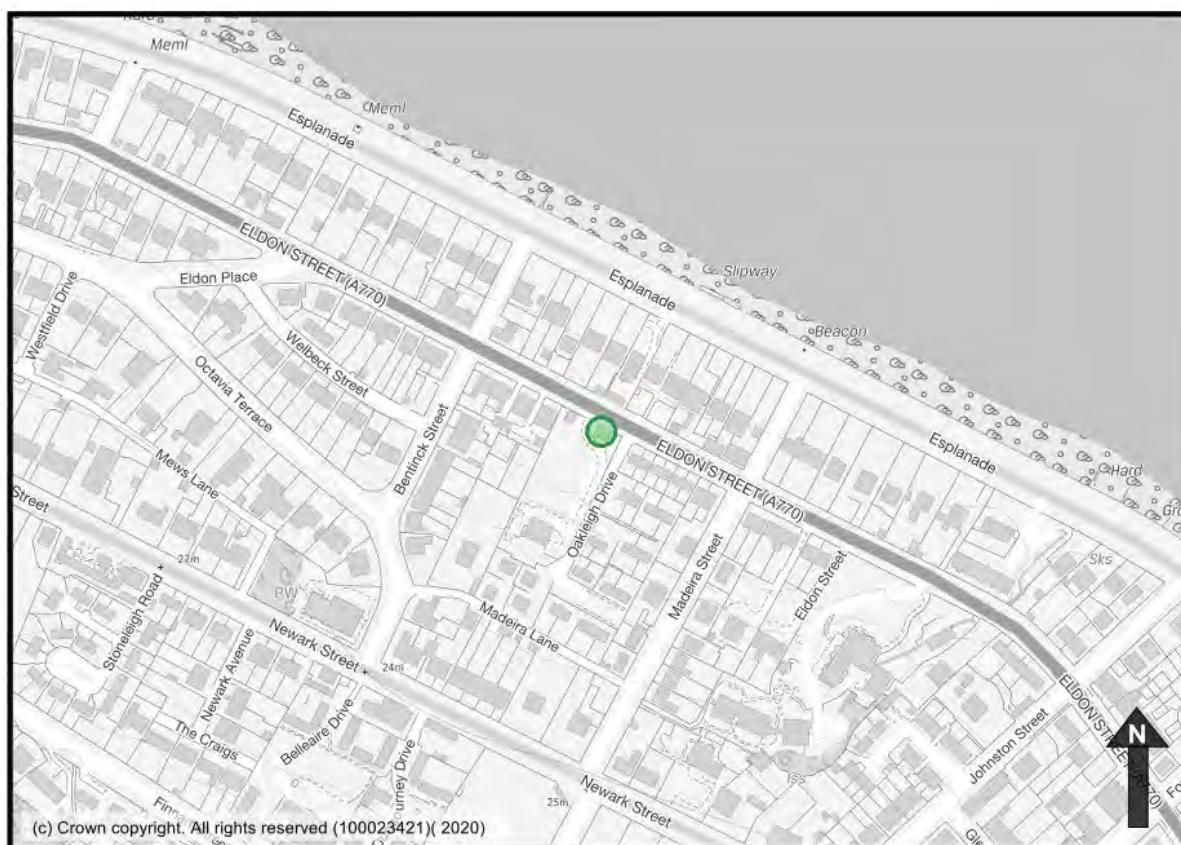 Meml
Meml
Esplanade
ELDON STREET (A770)
Eldon Place
Slipway
Esplanade
Beacon
Westfield Drive
Welbeck Street
Octavia Terrace
Bentinck Street
ELDON STREET (A770)
Esplanade
Hard
Mews Lane
Street
Oakleigh Drive
Madeira Street
Eldon Street
Sks
27m
PW
Stoneleigh Road
Newark Street
Madeira Lane
24m
Newark Avenue
Belleaire Drive
The Craigs
Johnston Street
N
Iss
Newark Street
25m
(c) Crown copyright. All rights reserved (100023421)( 2020)